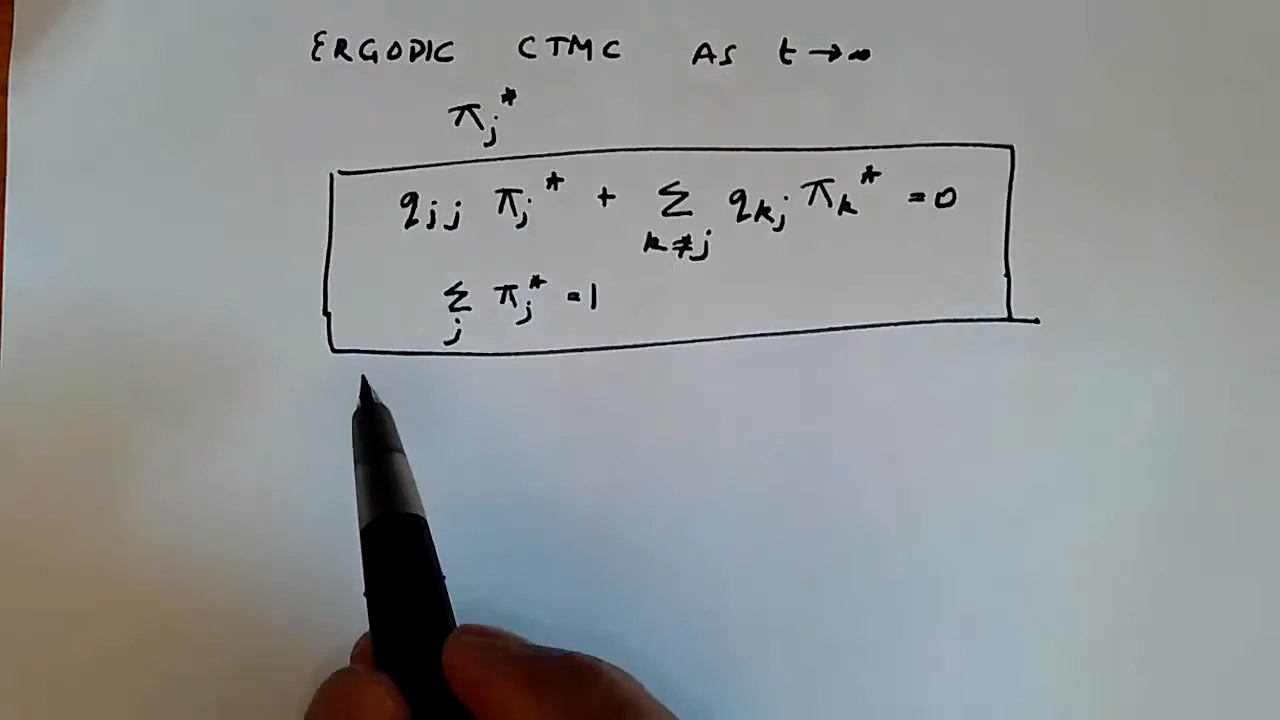 ERGODIC CTMC AS t→∞
π_j^*
q_jj π_j^* + Σ_{k≠j} q_kj π_k^* = 0
Σ_j π_j^* = 1